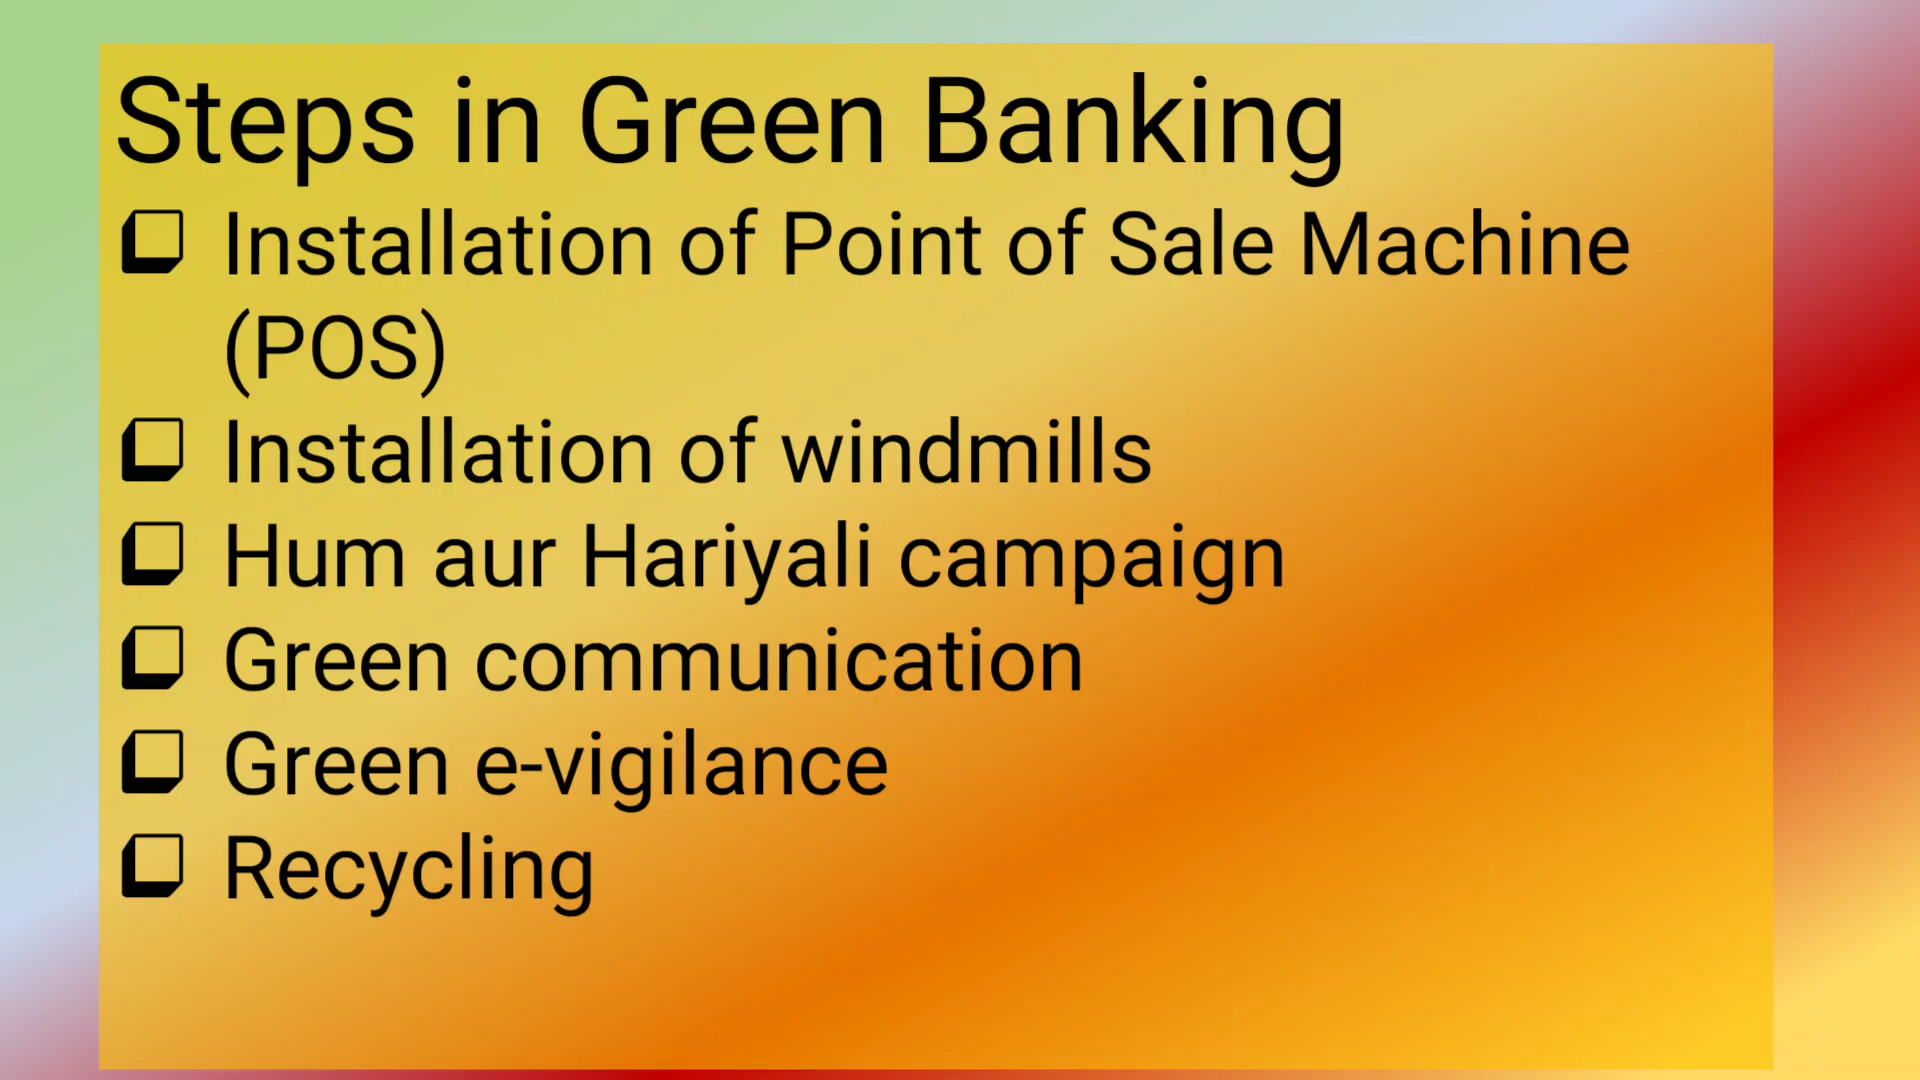 Steps in Green Banking
❑ Installation of Point of Sale Machine
(POS)
❑ Installation of windmills
❑ Hum aur Hariyali campaign
❑ Green communication
❑ Green e-vigilance
❑ Recycling